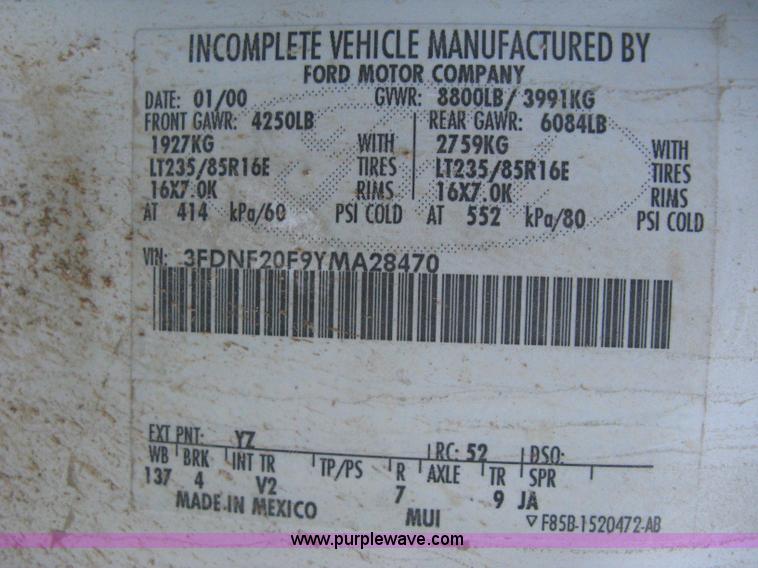 INCOMPLETE VEHICLE MANUFACTURED BY
FORD MOTOR COMPANY
DATE: 01/00 GVWR: 8800LB/ 3991KG
FRONT GAWR: 4250LB REAR GAWR: 6084LB
1927KG WITH 2759KG WITH
LT235/85R16E TIRES LT235/85R16E TIRES
16X7.0K RIMS 16X7.0K RIMS
AT 414 kPa/60 PSI COLD AT 552 kPa/80 PSI COLD
VIN: 3FDNF20F9YMA28470
EXT PNT: YZ RC: 52 DSO:
WB BRK INT TR TP/PS R AXLE TR SPR
137 4 V2 7 9 JA
MADE IN MEXICO MUI F85B-1520472-AB
www.purplewave.com